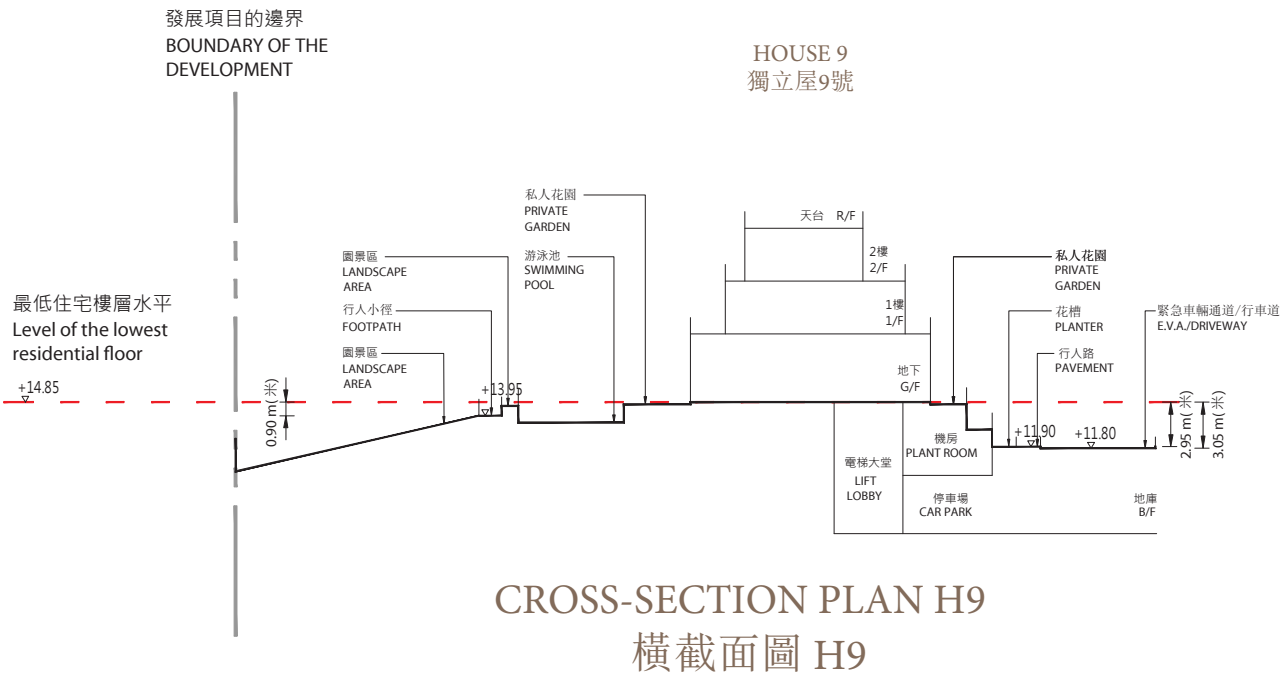 發展項目的邊界
BOUNDARY OF THE
DEVELOPMENT
HOUSE 9
獨立屋9號
私人花園
PRIVATE
GARDEN
天台 R/F
園景區
LANDSCAPE
AREA
游泳池
SWIMMING
POOL
2樓
2/F
私人花園
PRIVATE
GARDEN
最低住宅樓層水平
Level of the lowest
residential floor
行人小徑
FOOTPATH
1樓
1/F
花槽
PLANTER
緊急車輛通道/行車道
E.V.A./DRIVEWAY
園景區
LANDSCAPE
AREA
行人路
PAVEMENT
地下
G/F
+14.85
+13.95
0.90 m(米)
+11.90
+11.80
2.95 m(米)
3.05 m(米)
機房
PLANT ROOM
電梯大堂
LIFT
LOBBY
停車場
CAR PARK
地庫
B/F
CROSS-SECTION PLAN H9
橫截面圖 H9